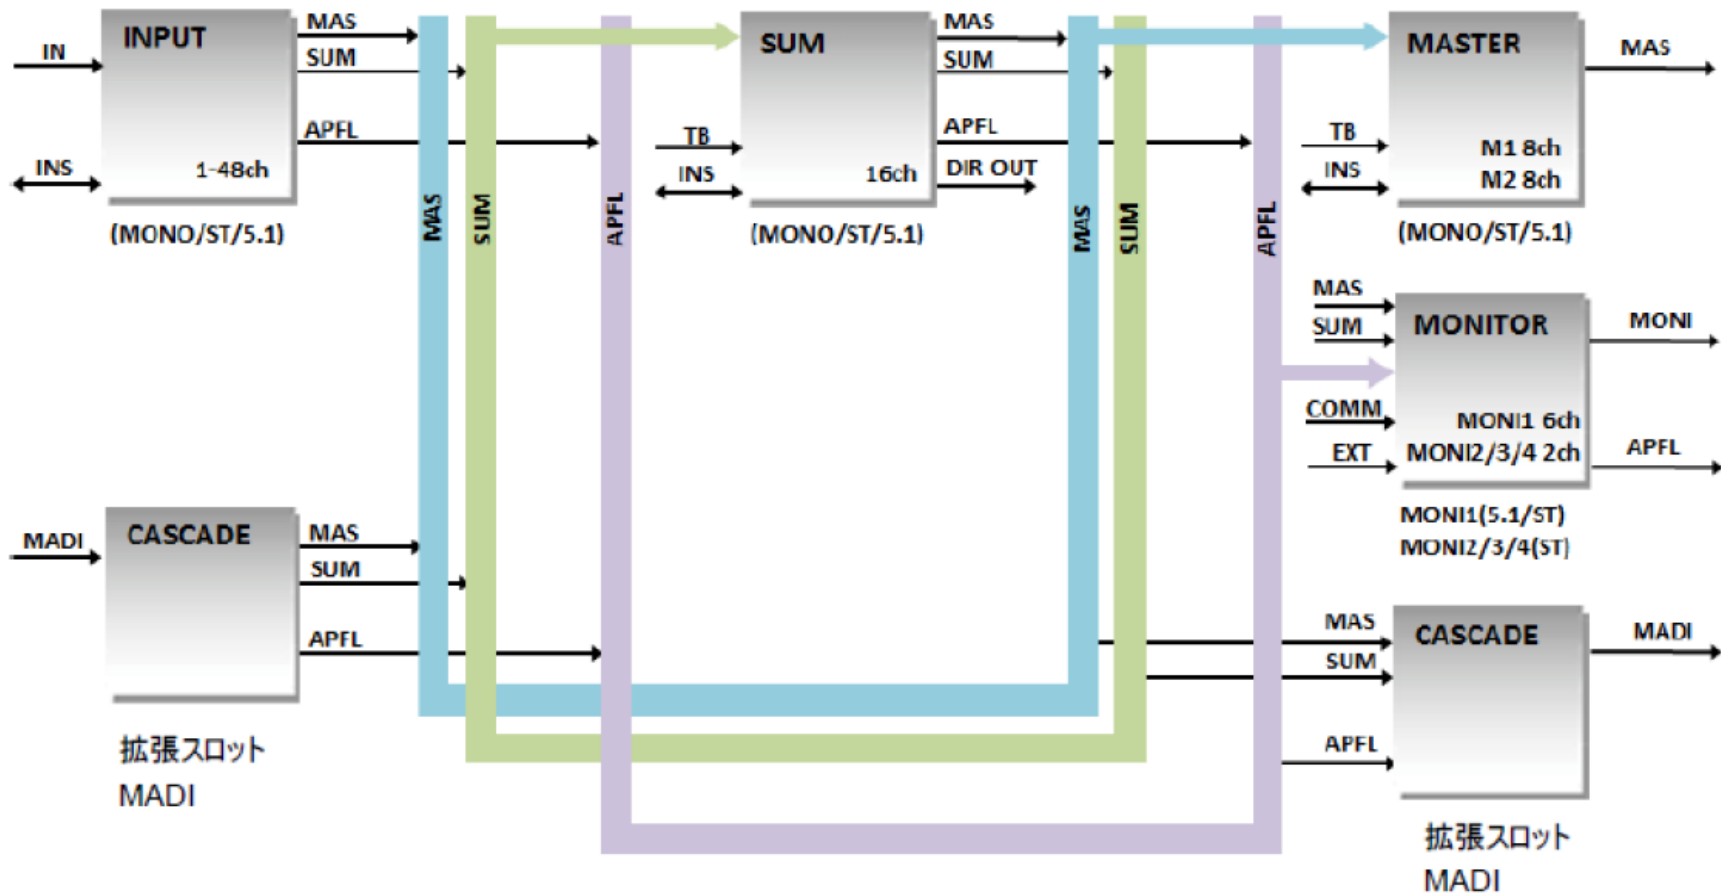 IN
INPUT
MAS
SUM
APFL
INS
1-48ch
(MONO/ST/5.1)
MAS
SUM
APFL
SUM
MAS
SUM
APFL
DIR OUT
TB
INS
16ch
(MONO/ST/5.1)
MAS
SUM
APFL
MASTER
MAS
TB
INS
M1 8ch
M2 8ch
(MONO/ST/5.1)
MAS
SUM
COMM
EXT
MONITOR
MONI
APFL
MONI1 6ch
MONI2/3/4 2ch
MONI1(5.1/ST)
MONI2/3/4(ST)
MADI
CASCADE
MAS
SUM
APFL
拡張スロット
MADI
MAS
SUM
APFL
CASCADE
MADI
拡張スロット
MADI